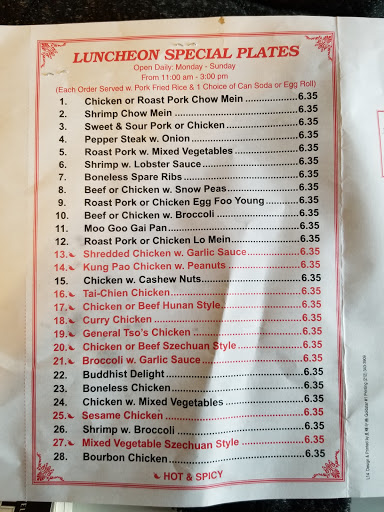 LUNCHEON SPECIAL PLATES
Open Daily: Monday - Sunday
From 11:00 am - 3:00 pm
(Each Order Served w. Pork Fried Rice & 1 Choice of Can Soda or Egg Roll)
1. Chicken or Roast Pork Chow Mein 6.35
2. Shrimp Chow Mein 6.35
3. Sweet & Sour Pork or Chicken 6.35
4. Pepper Steak w. Onion 6.35
5. Roast Pork w. Mixed Vegetables 6.35
6. Shrimp w. Lobster Sauce 6.35
7. Boneless Spare Ribs 6.35
8. Beef or Chicken w. Snow Peas 6.35
9. Roast Pork or Chicken Egg Foo Young 6.35
10. Beef or Chicken w. Broccoli 6.35
11. Moo Goo Gai Pan 6.35
12. Roast Pork or Chicken Lo Mein 6.35
13. Shredded Chicken w. Garlic Sauce 6.35
14. Kung Pao Chicken w. Peanuts 6.35
15. Chicken w. Cashew Nuts 6.35
16. Tai-Chien Chicken 6.35
17. Chicken or Beef Hunan Style 6.35
18. Curry Chicken 6.35
19. General Tso's Chicken 6.35
20. Chicken or Beef Szechuan Style 6.35
21. Broccoli w. Garlic Sauce 6.35
22. Buddhist Delight 6.35
23. Boneless Chicken 6.35
24. Chicken w. Mixed Vegetables 6.35
25. Sesame Chicken 6.35
26. Shrimp w. Broccoli 6.35
27. Mixed Vegetable Szechuan Style 6.35
28. Bourbon Chicken 6.35
HOT & SPICY